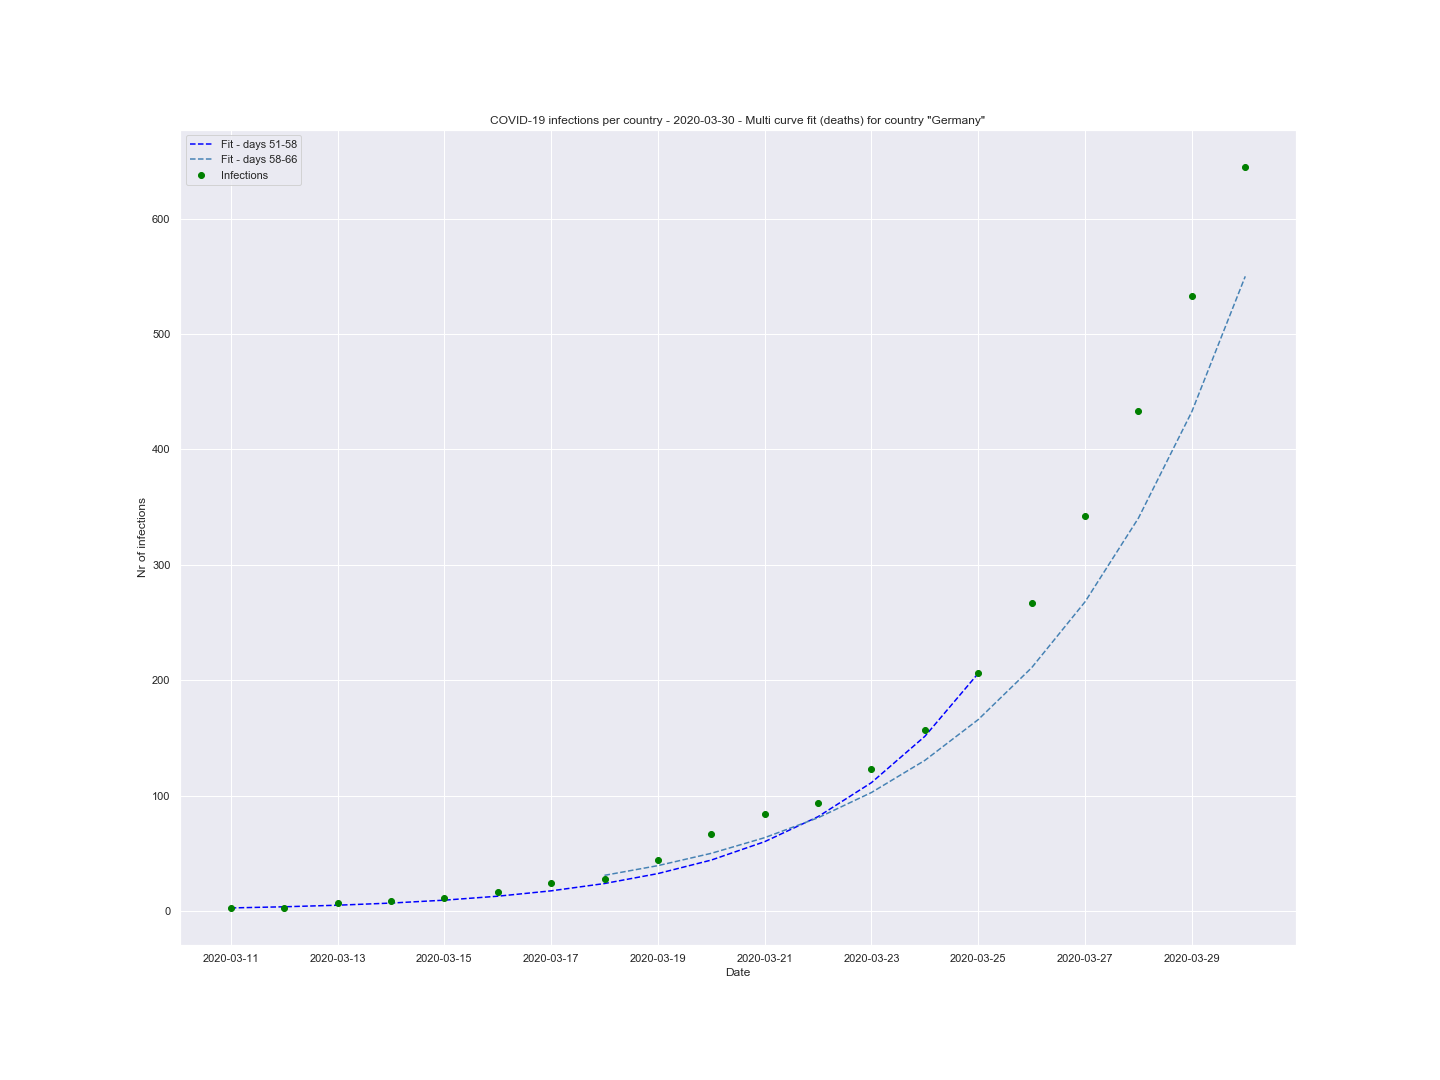 COVID-19 infections per country - 2020-03-30 - Multi curve fit (deaths) for country "Germany"
Fit - days 51-58
Fit - days 58-66
Infections
600
500
400
300
200
100
0
Nr of infections
2020-03-11 2020-03-13 2020-03-15 2020-03-17 2020-03-19 2020-03-21 2020-03-23 2020-03-25 2020-03-27 2020-03-29
Date